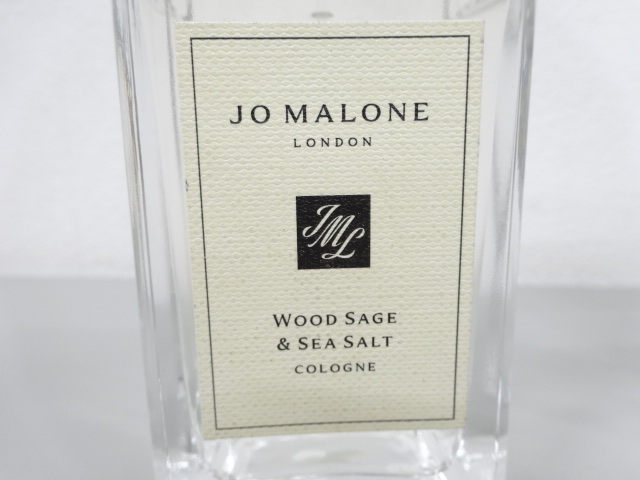 JO MALONE
LONDON
JML
WOOD SAGE
& SEA SALT
COLOGNE